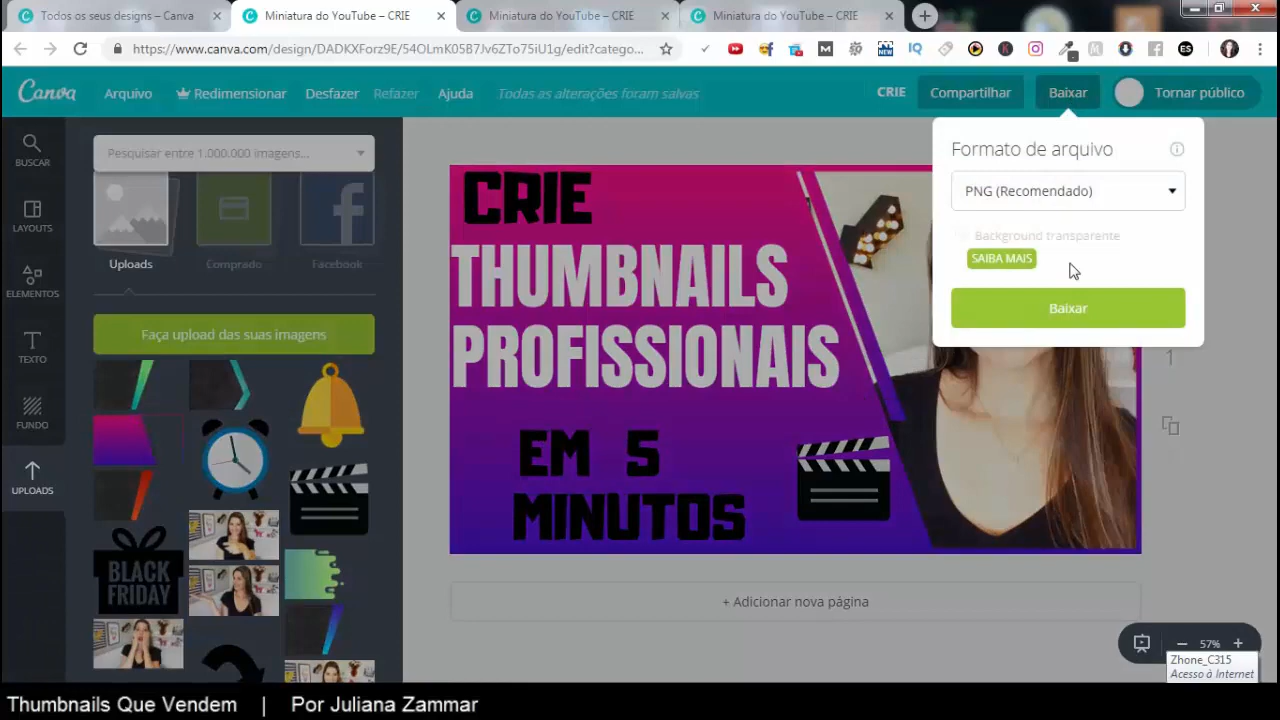 Todos os seus designs – Canva
Miniatura do YouTube – CRIE
Miniatura do YouTube – CRIE
Miniatura do YouTube – CRIE
https://www.canva.com/design/DADKXForz9E/54OLmK05B7Jv6ZTo75iU1g/edit?catego...
NEW
IQ
ES
Canva
Arquivo
Redimensionar
Desfazer
Refazer
Ajuda
Todas as alterações foram salvas
CRIE
Compartilhar
Baixar
Tornar público
BUSCAR
LAYOUTS
ELEMENTOS
TEXTO
FUNDO
UPLOADS
Pesquisar entre 1.000.000 imagens...
Uploads
Comprado
Facebook
Faça upload das suas imagens
BLACK
FRIDAY
CRIE
THUMBNAILS
PROFISSIONAIS
EM 5
MINUTOS
Formato de arquivo
PNG (Recomendado)
Background transparente
SAIBA MAIS
Baixar
1
+ Adicionar nova página
57%
Zhone_C315
Acesso à Internet
Thumbnails Que Vendem | Por Juliana Zammar